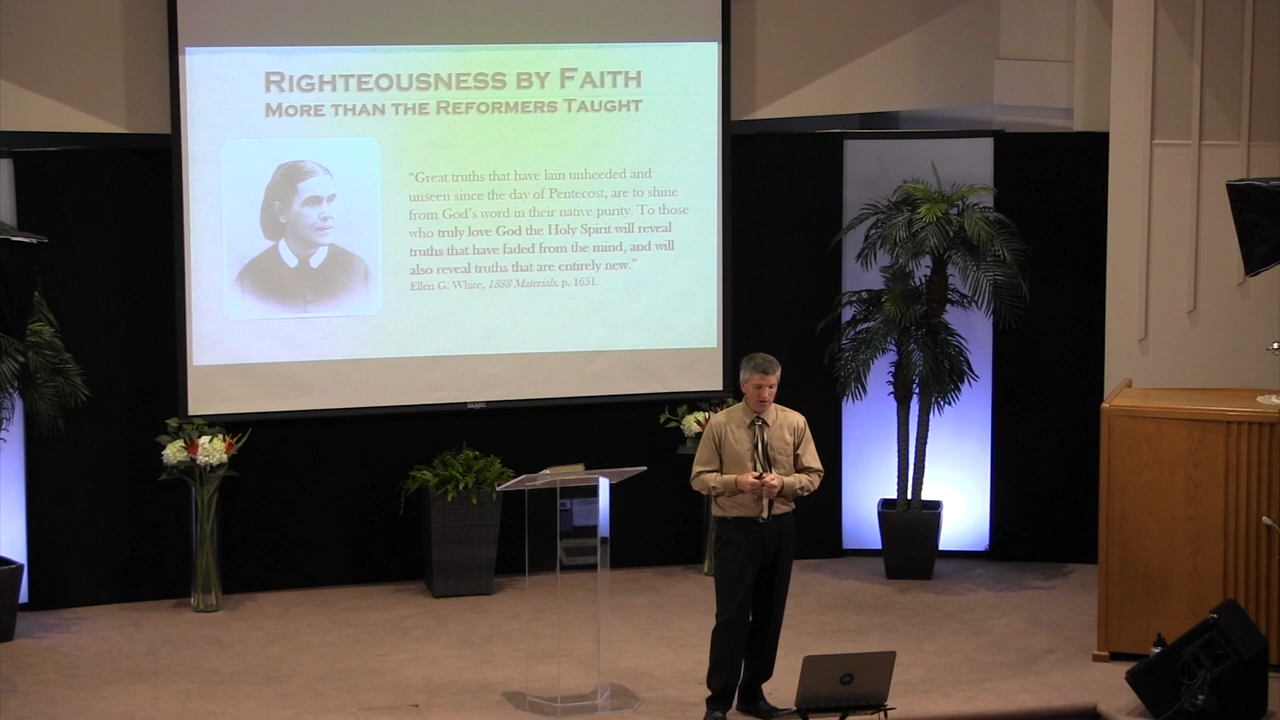 RIGHTEOUSNESS BY FAITH
MORE THAN THE REFORMERS TAUGHT
“Great truths that have lain unheeded and
unseen since the day of Pentecost, are to shine
from God’s word in their native purity. To those
who truly love God the Holy Spirit will reveal
truths that have faded from the mind, and will
also reveal truths that are entirely new.”
Ellen G. White, 1888 Materials, p. 1651.